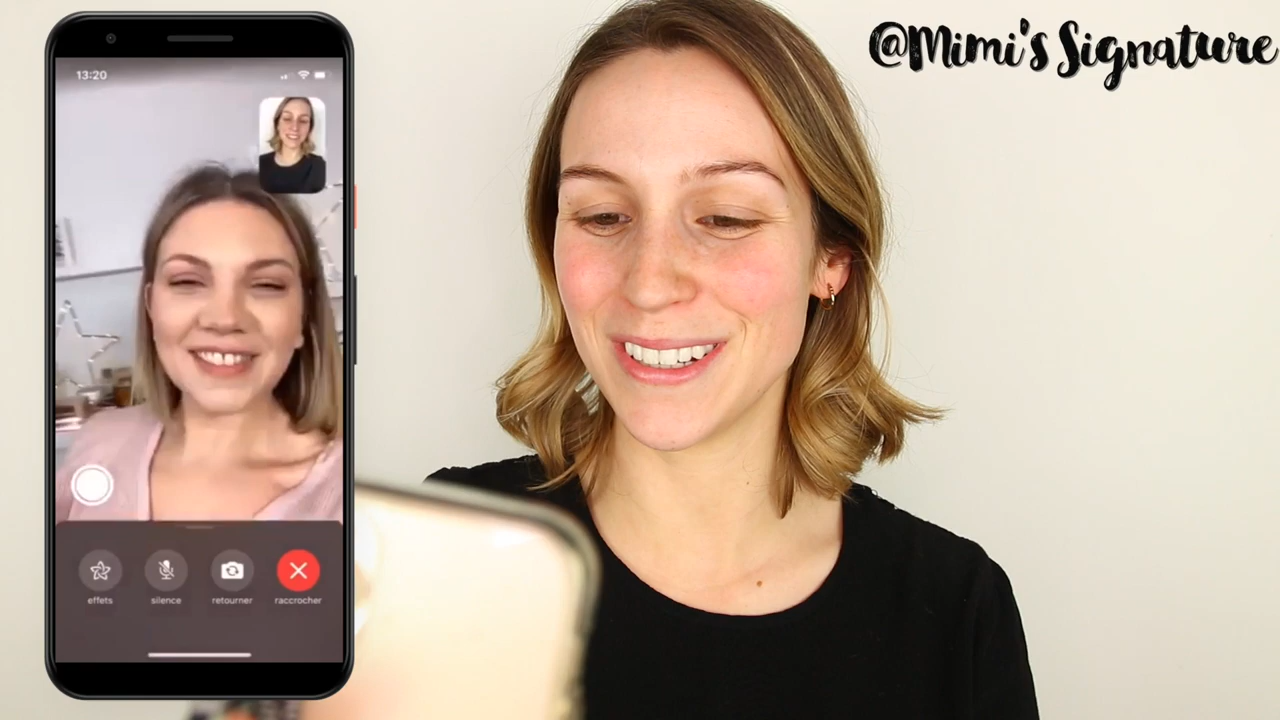 @Mimi's Signature
13:20
effets
silence
retourner
raccrocher